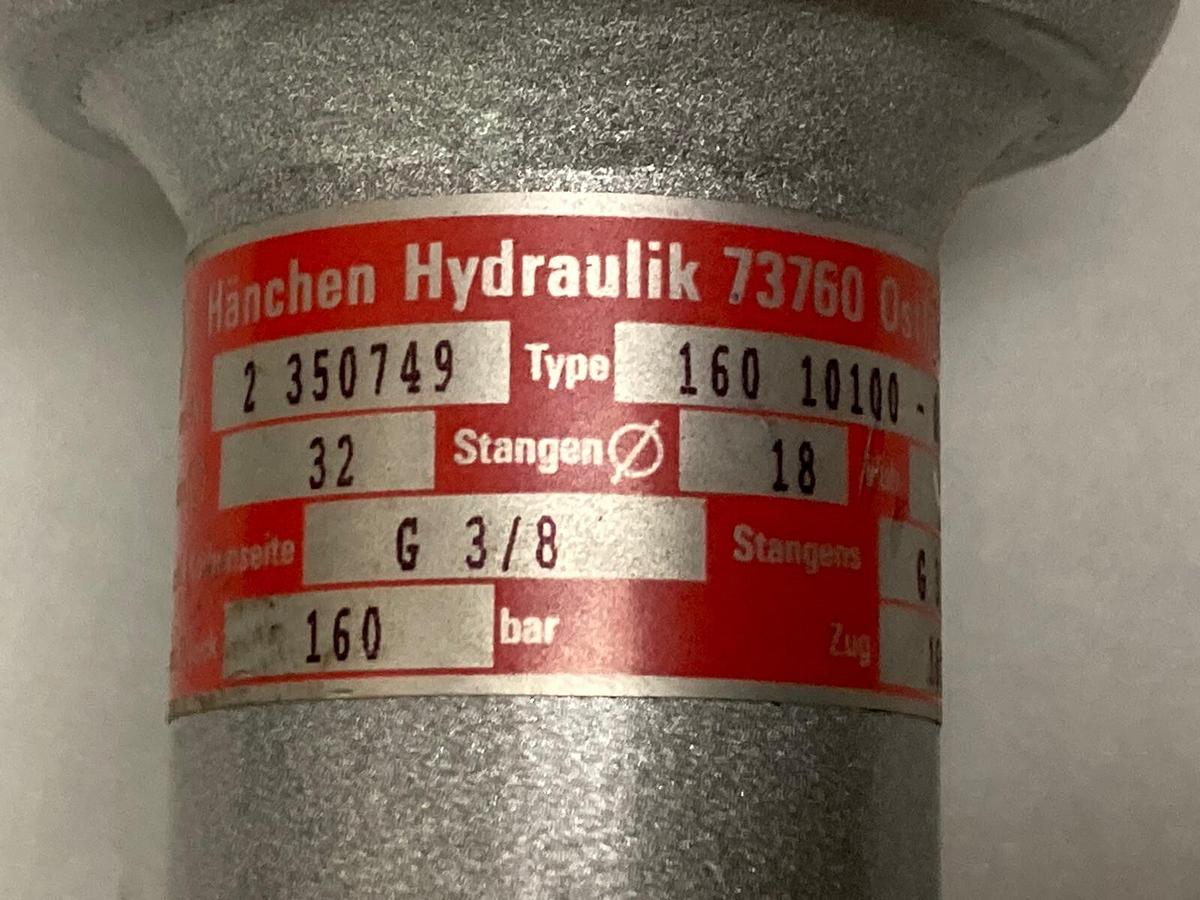 Hänchen Hydraulik 73760
2 350749 Type 160 10100 -
32 Stangen Ø 18
G 3/8 Stangens G
160 bar Zug